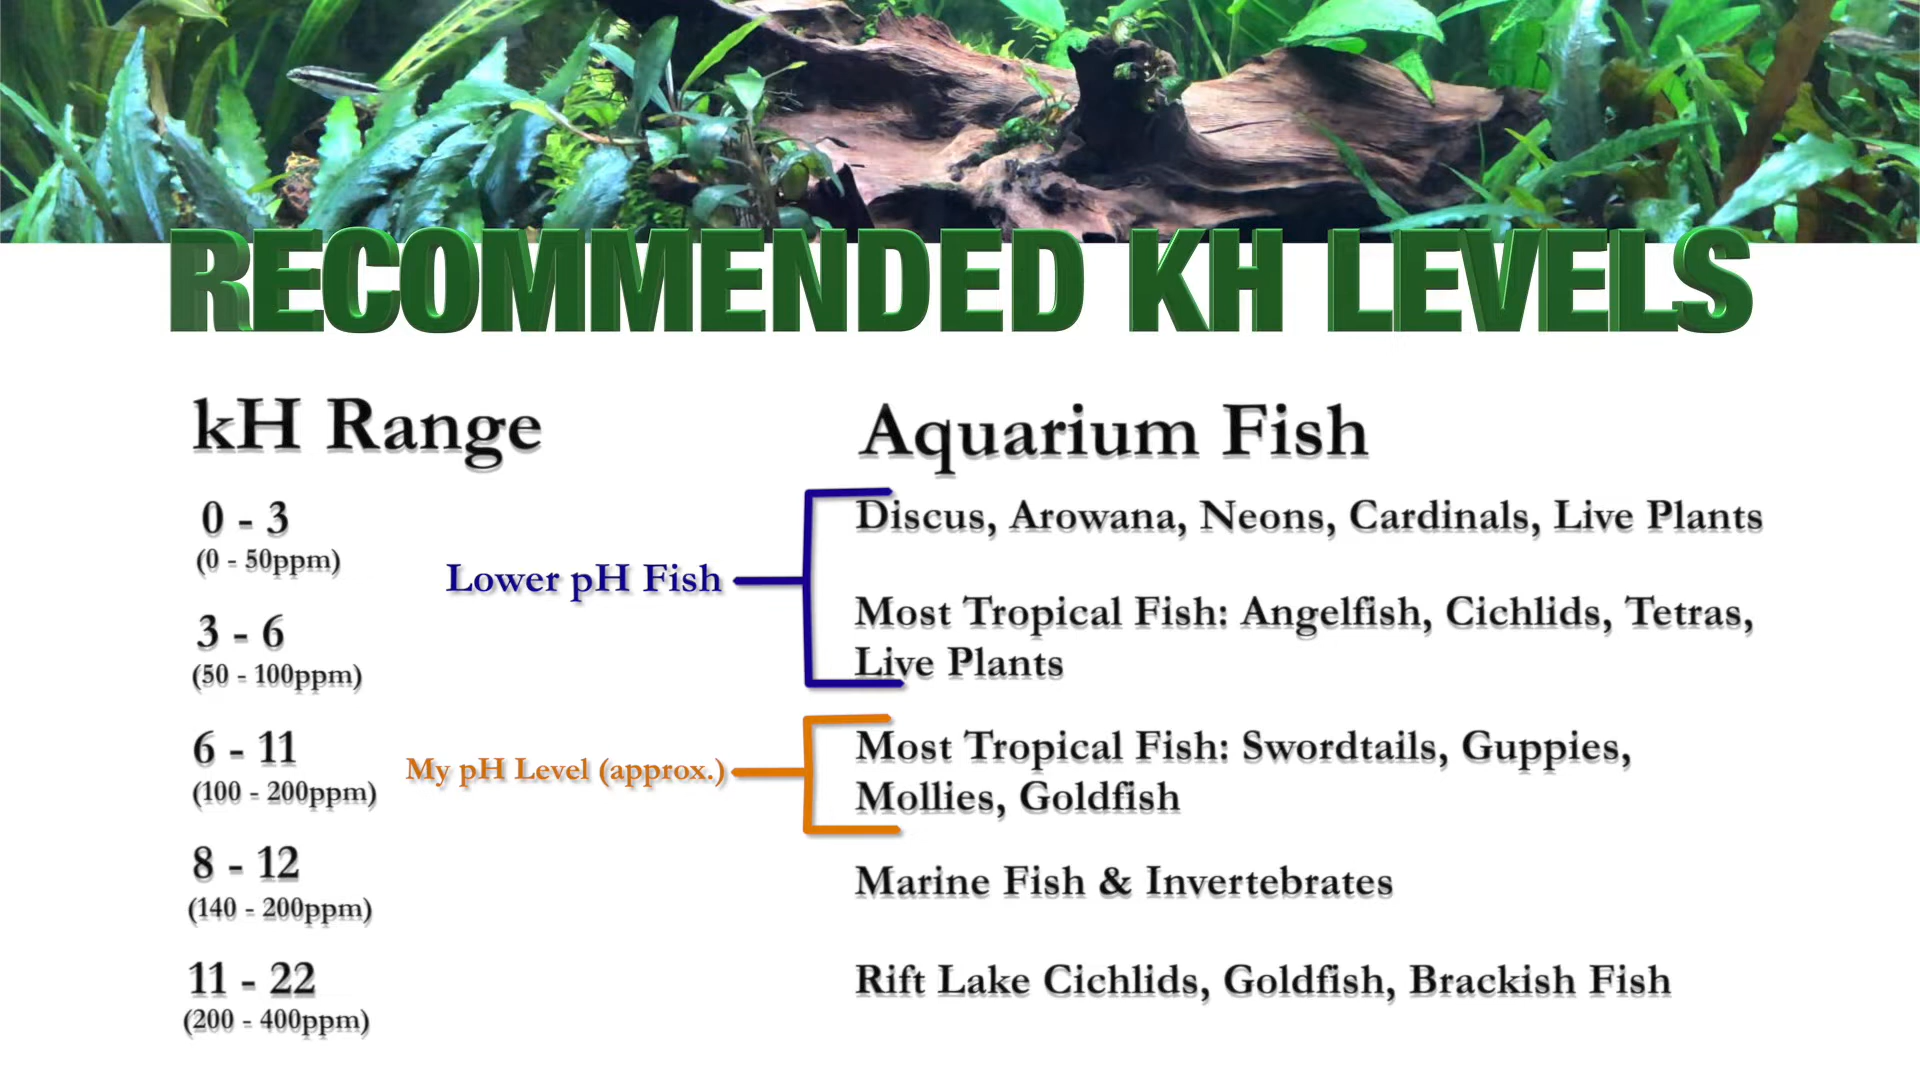 RECOMMENDED KH LEVELS
kH Range
Aquarium Fish
0 - 3
(0 - 50ppm)
Discus, Arowana, Neons, Cardinals, Live Plants
Lower pH Fish
3 - 6
(50 - 100ppm)
Most Tropical Fish: Angelfish, Cichlids, Tetras,
Live Plants
6 - 11
(100 - 200ppm)
My pH Level (approx.)
Most Tropical Fish: Swordtails, Guppies,
Mollies, Goldfish
8 - 12
(140 - 200ppm)
Marine Fish & Invertebrates
11 - 22
(200 - 400ppm)
Rift Lake Cichlids, Goldfish, Brackish Fish